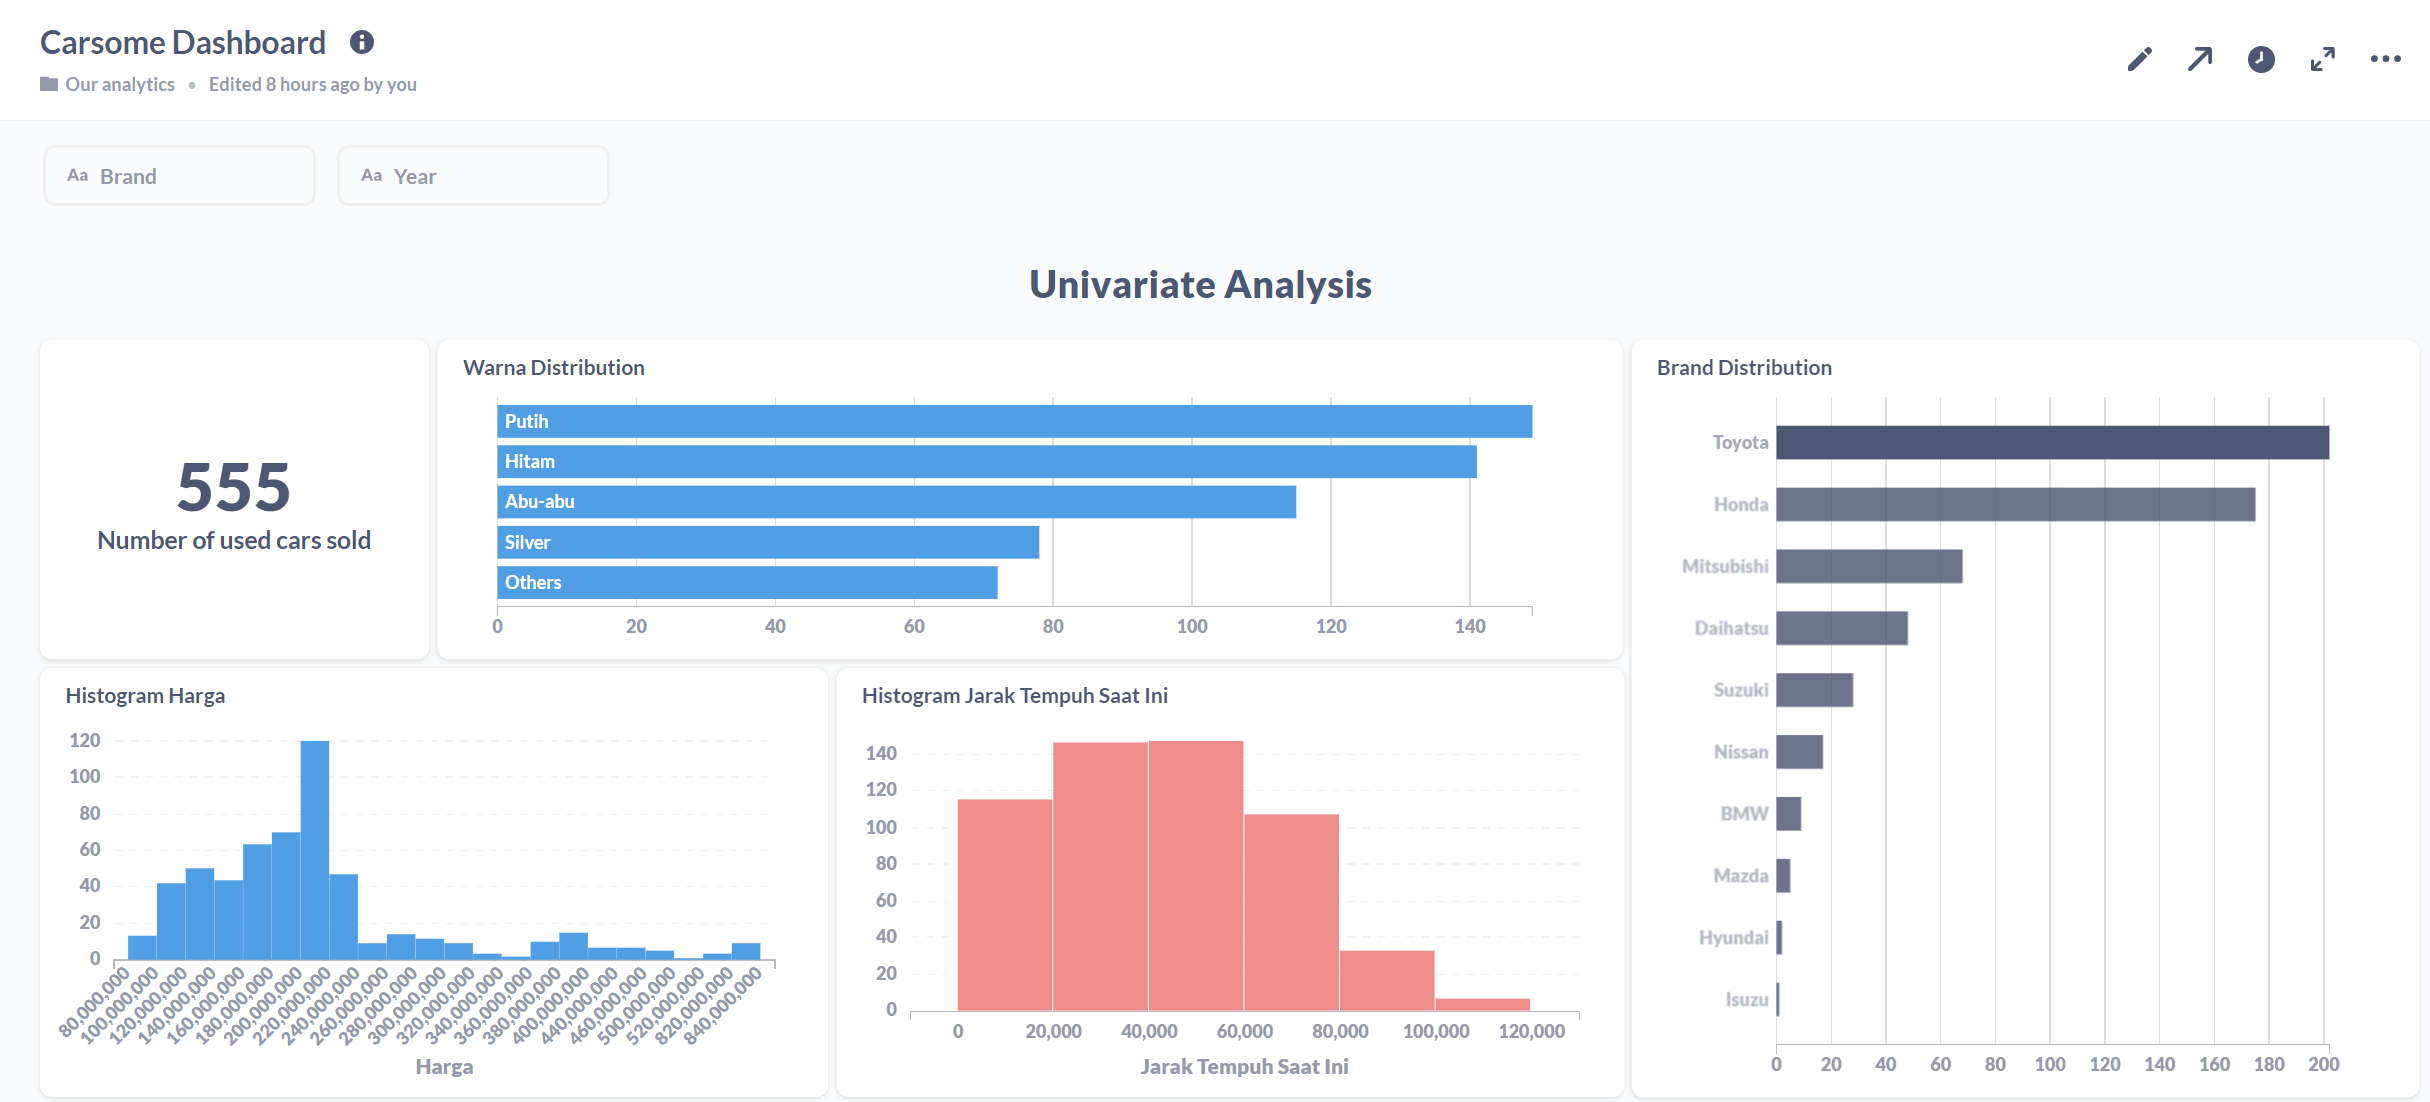 Carsome Dashboard
Our analytics • Edited 8 hours ago by you
Aa Brand
Aa Year
Univariate Analysis
555
Number of used cars sold
Warna Distribution
Putih
Hitam
Abu-abu
Silver
Others
0 20 40 60 80 100 120 140
Brand Distribution
Toyota
Honda
Mitsubishi
Daihatsu
Suzuki
Nissan
BMW
Mazda
Hyundai
Isuzu
0 20 40 60 80 100 120 140 160 180 200
Histogram Harga
120
100
80
60
40
20
0
80,000,000 100,000,000 120,000,000 140,000,000 160,000,000 180,000,000 200,000,000 220,000,000 240,000,000 260,000,000 280,000,000 300,000,000 320,000,000 340,000,000 360,000,000 380,000,000 400,000,000 440,000,000 460,000,000 500,000,000 520,000,000 820,000,000 840,000,000
Harga
Histogram Jarak Tempuh Saat Ini
140
120
100
80
60
40
20
0
0 20,000 40,000 60,000 80,000 100,000 120,000
Jarak Tempuh Saat Ini